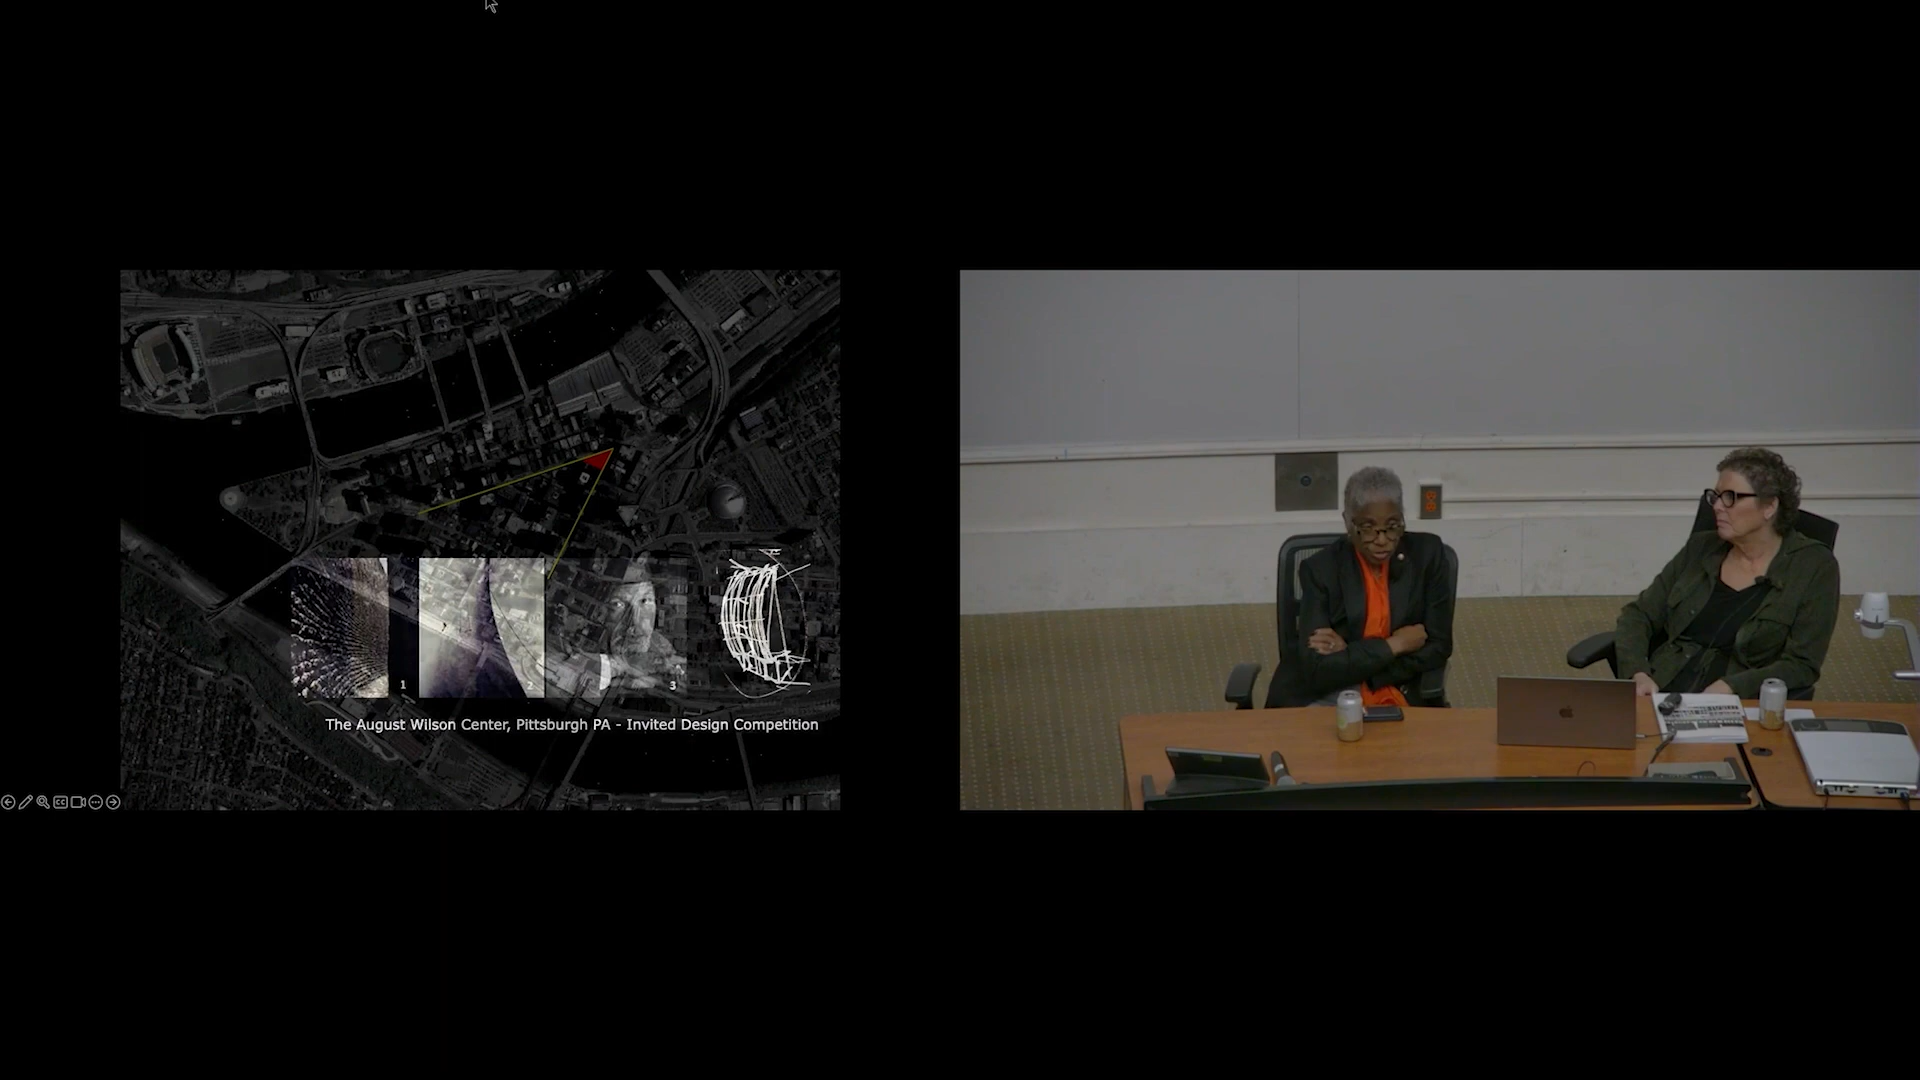 1
2
3
The August Wilson Center, Pittsburgh PA - Invited Design Competition